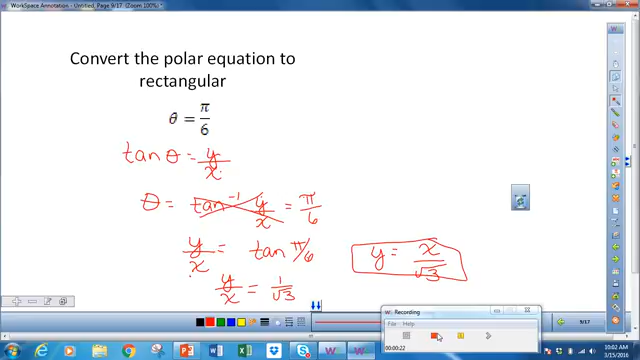 WorkSpace Annotation - Untitled, Page 9/17 (Zoom 100%)
Convert the polar equation to
rectangular
θ = π/6
tan θ = y/x
θ = tan⁻¹ y/x = π/6
y/x = tan π/6
y/x = 1/√3
y = x/√3
Recording
File Help
00:00:22
9/17
10:02 AM
3/15/2016